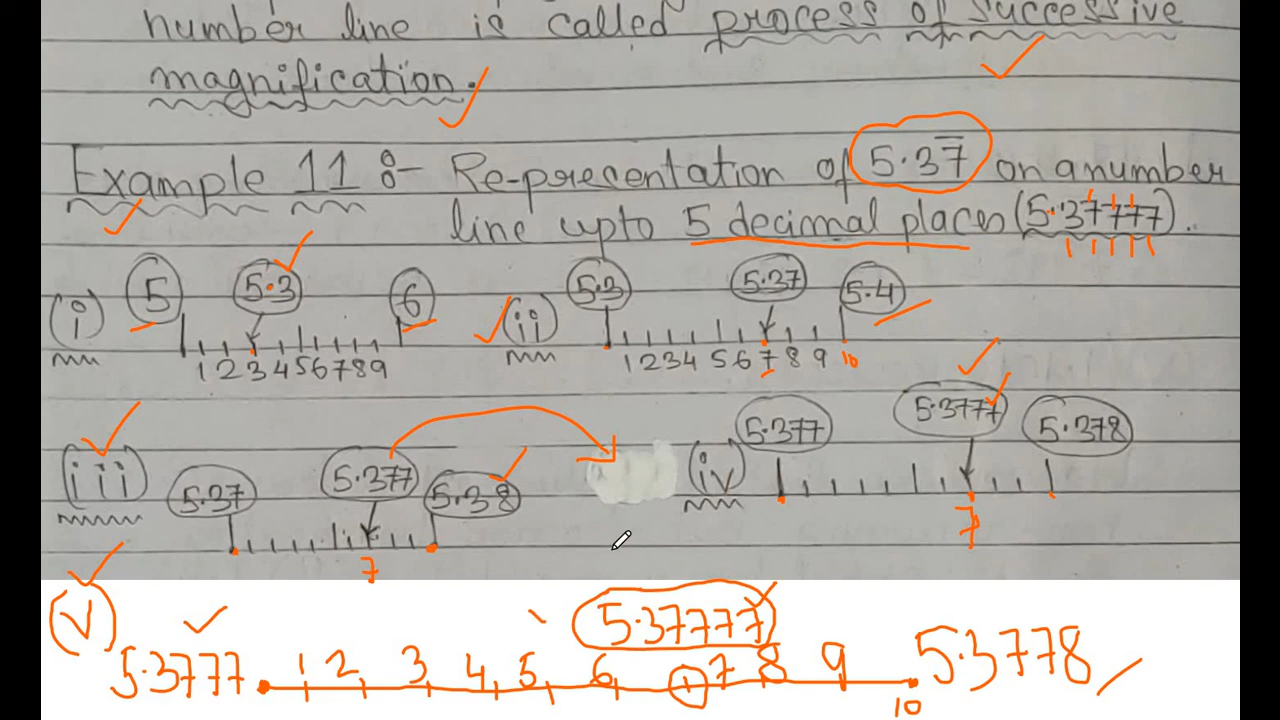 number line is called process of successive
magnification.
Example 11 :- Re-presentation of 5.37̅ on a number
line upto 5 decimal places (5.37777).
(i) 5 5.3 6
1 2 3 4 5 6 7 8 9
(ii) 5.3 5.37 5.4
1 2 3 4 5 6 7 8 9 10
(iii) 5.37 5.377 5.38
7
(iv) 5.377 5.3777 5.378
7
(v) 5.37777
5.3777 1 2 3 4 5 6 7 8 9 10 5.3778